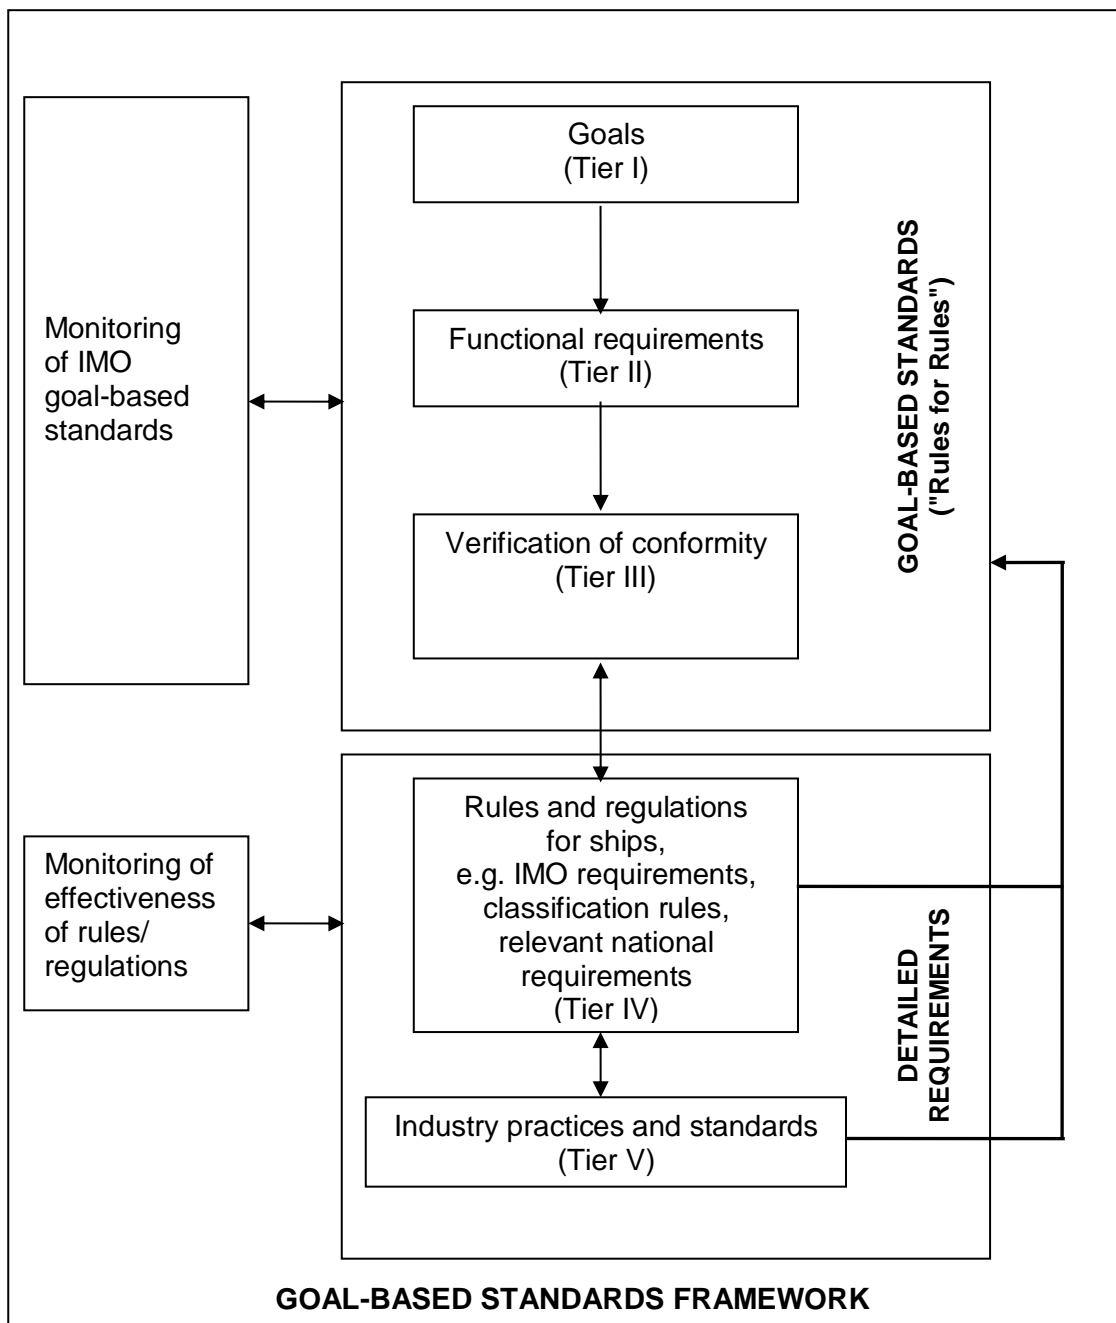 Goals
(Tier I)
Functional requirements
(Tier II)
Verification of conformity
(Tier III)
GOAL-BASED STANDARDS
("Rules for Rules")
Monitoring
of IMO
goal-based
standards
Rules and regulations
for ships,
e.g. IMO requirements,
classification rules,
relevant national
requirements
(Tier IV)
Industry practices and standards
(Tier V)
DETAILED
REQUIREMENTS
Monitoring of
effectiveness
of rules/
regulations
GOAL-BASED STANDARDS FRAMEWORK